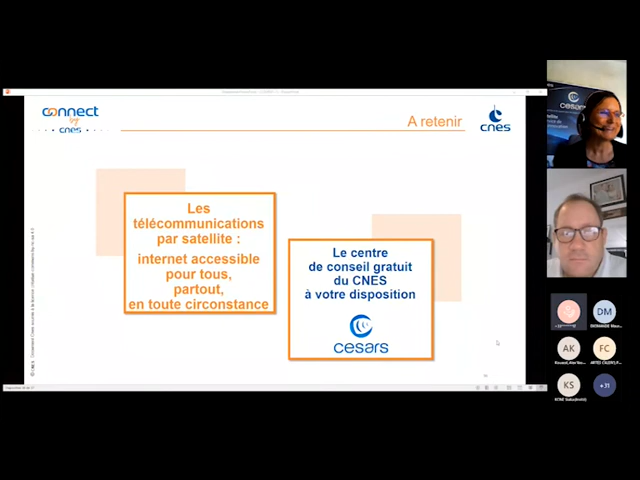 connect
by
cnes
A retenir
cnes
Les
télécommunications
par satellite :
internet accessible
pour tous,
partout,
en toute circonstance
Le centre
de conseil gratuit
du CNES
à votre disposition
cesars
cesars
DM
AK
FC
KS
+31